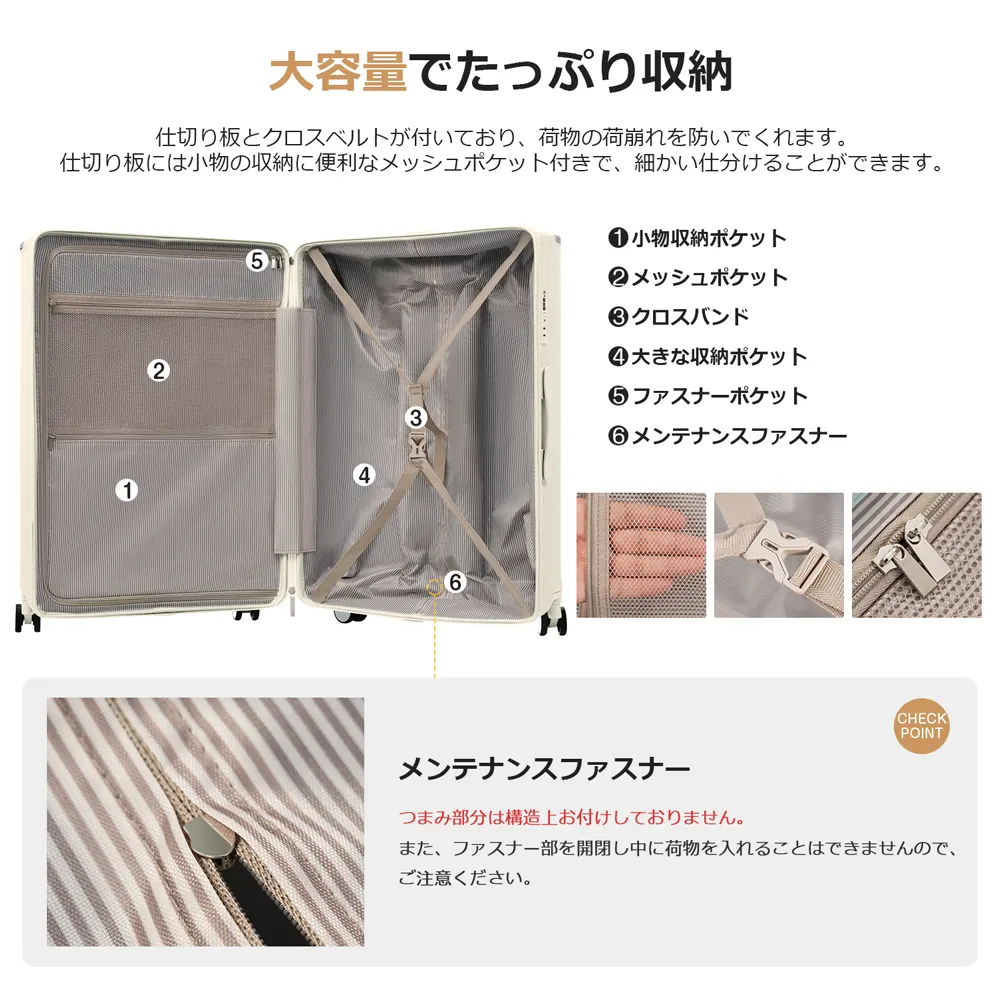 大容量でたっぷり収納
仕切り板とクロスベルトが付いており、荷物の荷崩れを防いでくれます。
仕切り板には小物の収納に便利なメッシュポケット付きで、細かい仕分けることができます。
❶小物収納ポケット
❷メッシュポケット
❸クロスバンド
❹大きな収納ポケット
❺ファスナーポケット
❻メンテナンスファスナー
5
2
3
4
1
6
CHECK
POINT
メンテナンスファスナー
つまみ部分は構造上お付けしておりません。
また、ファスナー部を開閉し中に荷物を入れることはできませんので、
ご注意ください。